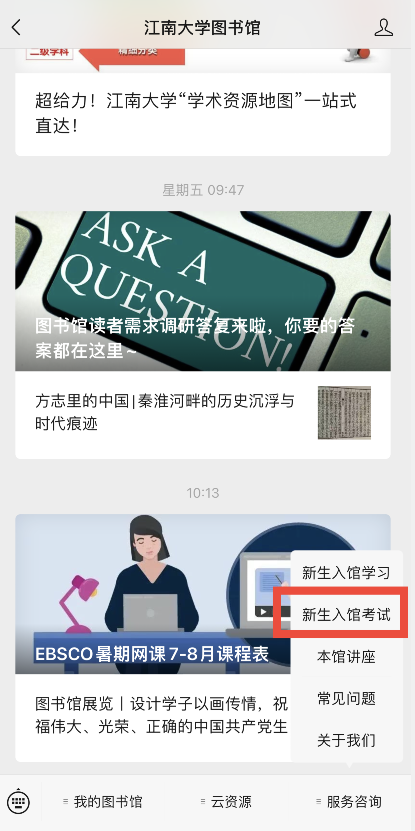 江南大学图书馆
二级学科
精细分类
超给力！江南大学“学术资源地图”一站式
直达！
星期五 09:47
ASK A
QUESTION!
图书馆读者需求调研答复来啦，你要的答
案都在这里~
方志里的中国|秦淮河畔的历史沉浮与
时代痕迹
10:13
EBSCO暑期网课7-8月课程表
图书馆展览丨设计学子以画传情，祝
福伟大、光荣、正确的中国共产党生
新生入馆学习
新生入馆考试
本馆讲座
常见问题
关于我们
我的图书馆
云资源
服务咨询